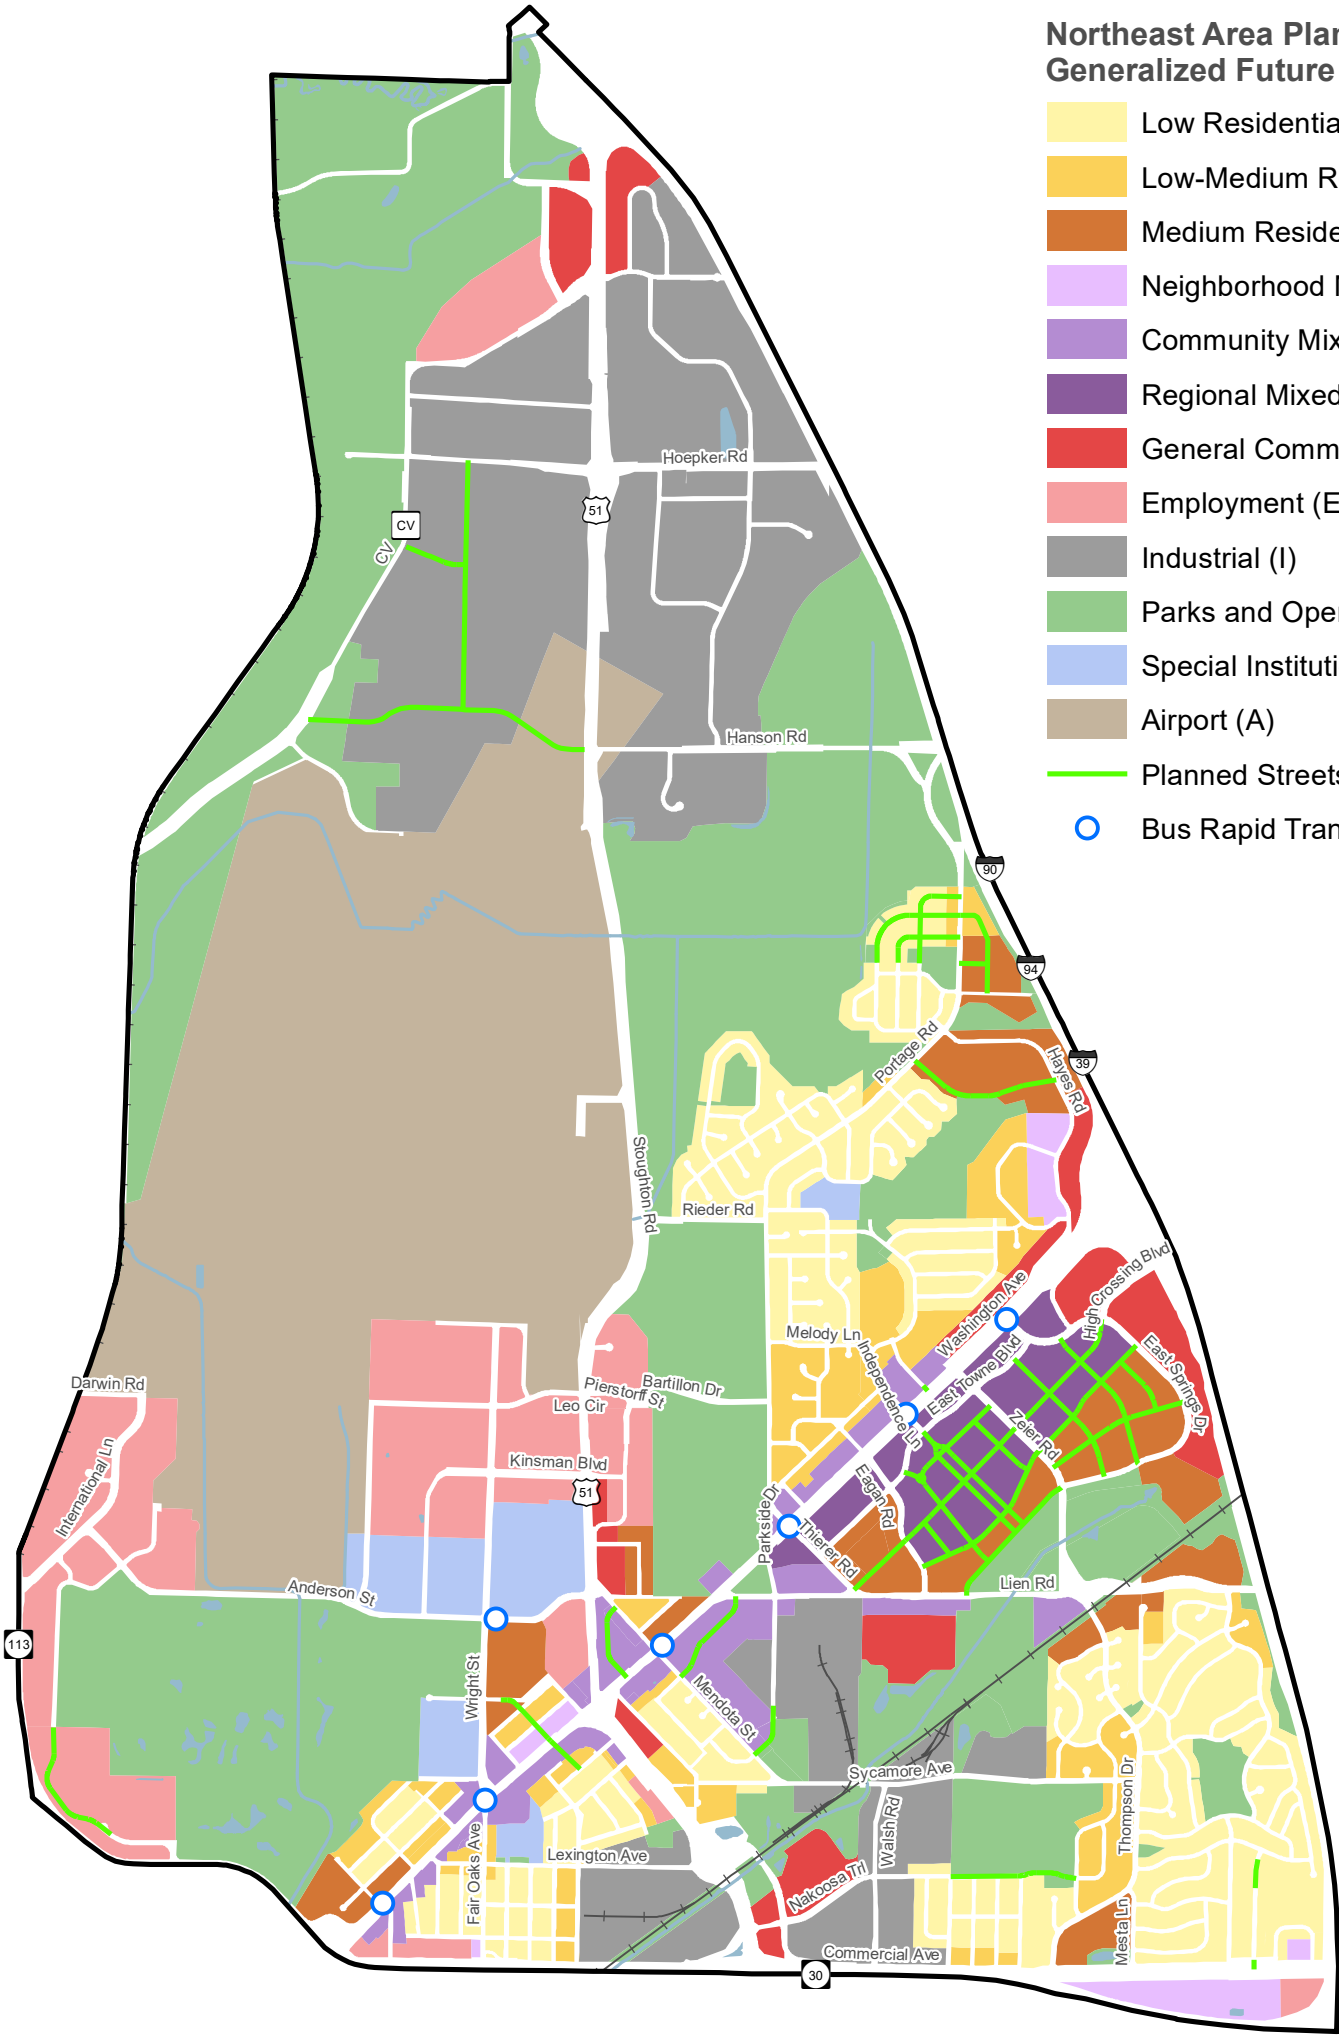 Northeast Area Plan
Generalized Future
Low Residentia
Low-Medium R
Medium Reside
Neighborhood
Community Mix
Regional Mixed
General Comm
Employment (E
Industrial (I)
Parks and Ope
Special Instituti
Airport (A)
Planned Streets
Bus Rapid Tran
Hoepker Rd
51
CV
CV
Hanson Rd
90
94
39
Portage Rd
Hayes Rd
Stoughton Rd
Rieder Rd
High Crossing Blvd
Washington Ave
Melody Ln
Independence Ln
East Towne Blvd
East Springs Dr
Darwin Rd
Bartillon Dr
Pierstorff St
Leo Cir
Zeier Rd
International Ln
Kinsman Blvd
51
Eagan Rd
Parkside Dr
Thierer Rd
Anderson St
Lien Rd
113
Wright St
Mendota St
Sycamore Ave
Thompson Dr
Walsh Rd
Fair Oaks Ave
Lexington Ave
Nakoosa Trl
Mesta Ln
Commercial Ave
30